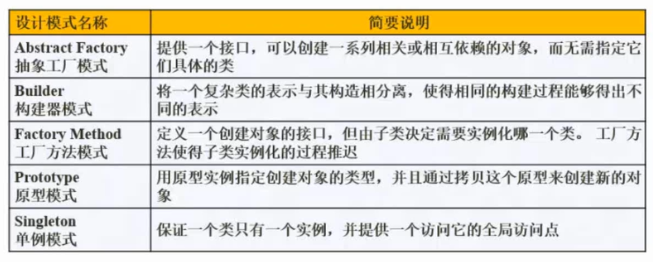 设计模式名称
简要说明
Abstract Factory
抽象工厂模式
提供一个接口，可以创建一系列相关或相互依赖的对象，而无需指定它
们具体的类
Builder
构建器模式
将一个复杂类的表示与其构造相分离，使得相同的构建过程能够得出不
同的表示
Factory Method
工厂方法模式
定义一个创建对象的接口，但由子类决定需要实例化哪一个类。 工厂方
法使得子类实例化的过程推迟
Prototype
原型模式
用原型实例指定创建对象的类型，并且通过拷贝这个原型来创建新的对
象
Singleton
单例模式
保证一个类只有一个实例，并提供一个访问它的全局访问点